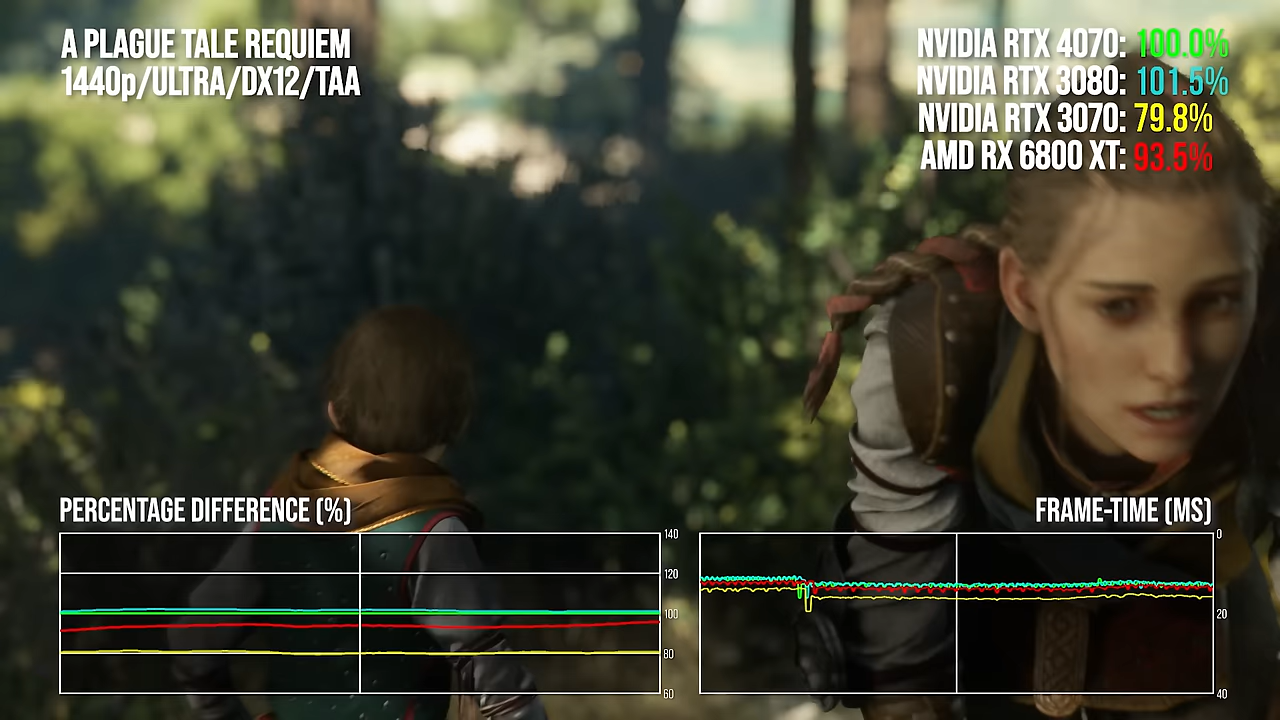 A PLAGUE TALE REQUIEM
1440p/ULTRA/DX12/TAA
NVIDIA RTX 4070: 100.0%
NVIDIA RTX 3080: 101.5%
NVIDIA RTX 3070: 79.8%
AMD RX 6800 XT: 93.5%
PERCENTAGE DIFFERENCE (%)
140
120
100
80
60
FRAME-TIME (MS)
0
20
40